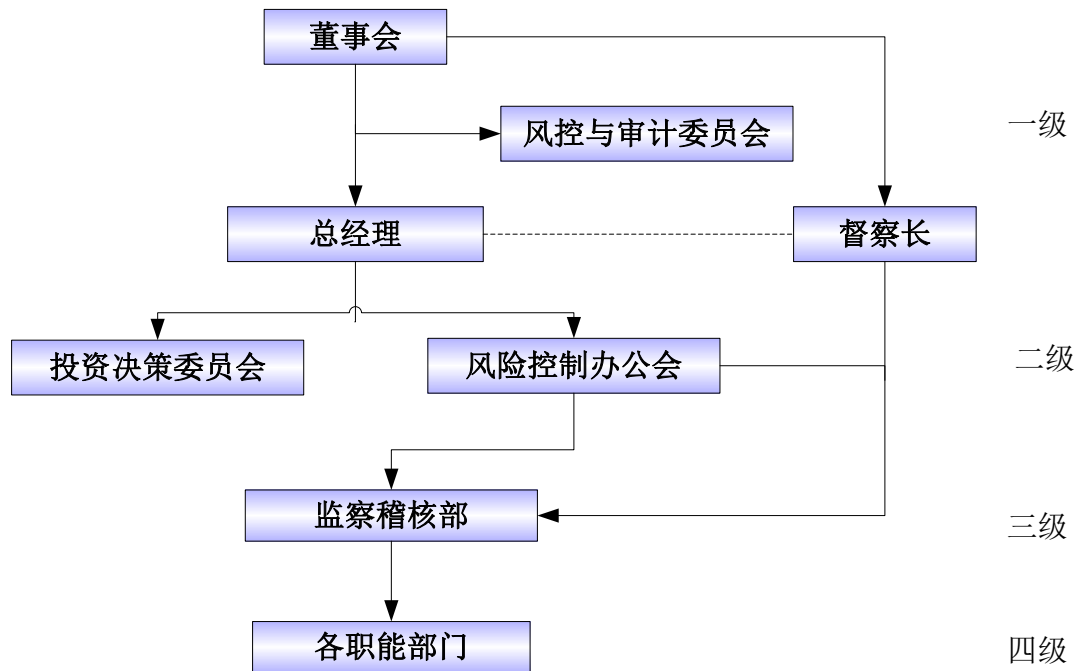 董事会
风控与审计委员会
一级
总经理
督察长
投资决策委员会
风险控制办公会
二级
监察稽核部
三级
各职能部门
四级